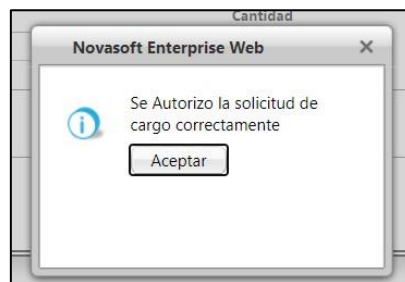 Cantidad
Novasoft Enterprise Web
Se Autorizo la solicitud de
cargo correctamente
Aceptar